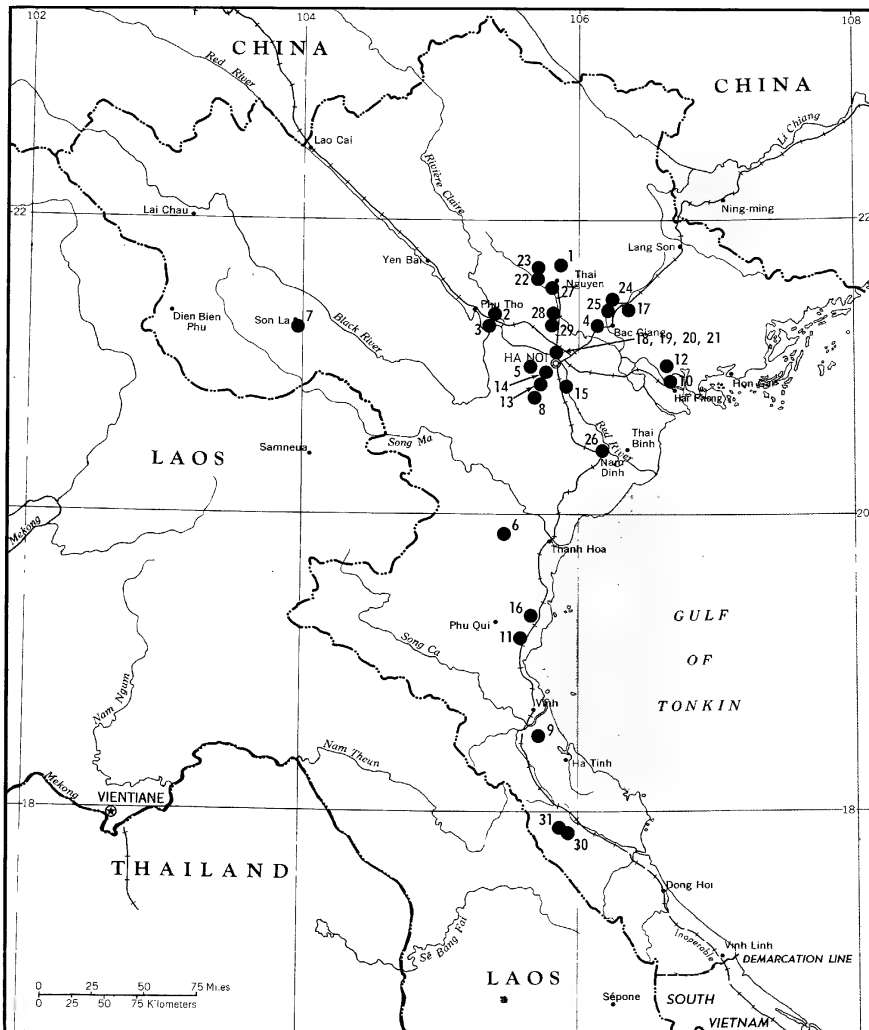 102
104
106
108
CHINA
Red River
CHINA
Li Chiang
Lao Cai
Rivière Claire
22
Lai Chau
Ning-ming
22
Lang Son
Yen Bai
23
1
22
Thai
Nguyen
27
24
Phu Tho
2
28
25
17
Dien Bien
Phu
Son La
7
3
29
4
Bac Giang
Black River
18, 19, 20, 21
HA NOI
5
12
14
10
Hai Phong
13
8
15
Red River
Thai
Binh
Song Ma
26
Nam
Dinh
Samneua
LAOS
Mekong
20
20
6
Thanh Hoa
16
Phu Qui
11
GULF
OF
TONKIN
Song Ca
Nam Ngum
Vinh
9
Nam Theun
Ha Tinh
Mekong
18
VIENTIANE
18
31
30
THAILAND
Dong Hoi
Sê Bang Fai
Inoperable
Vinh Linh
DEMARCATION LINE
LAOS
0 25 50 75 Miles
0 25 50 75 Kilometers
Sépone
SOUTH
VIETNAM